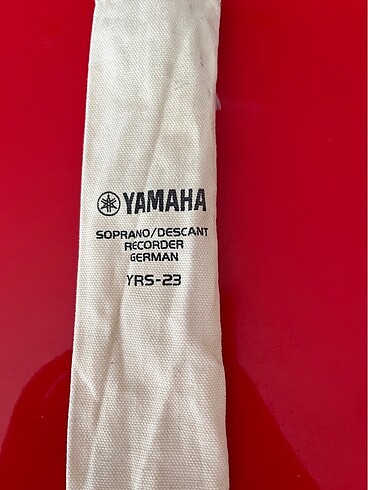 YAMAHA
SOPRANO/DESCANT
RECORDER
GERMAN
YRS-23